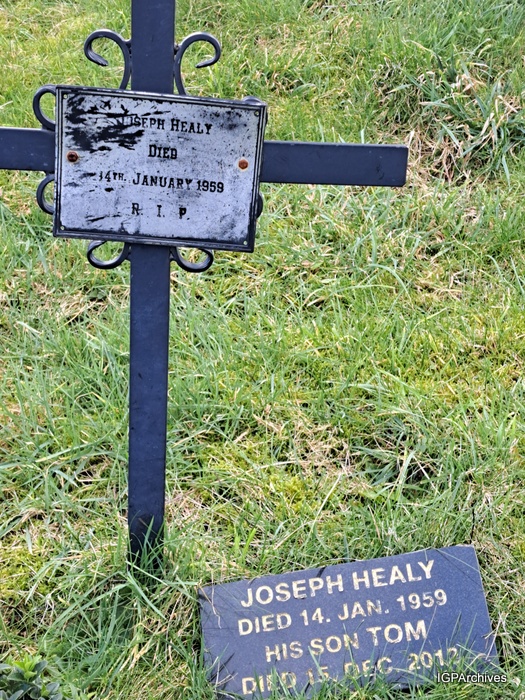 Joseph Healy
Died
14th. January 1959
R. I. P.
JOSEPH HEALY
DIED 14. JAN. 1959
HIS SON TOM
DIED 15. DEC. 2012
IGPArchives